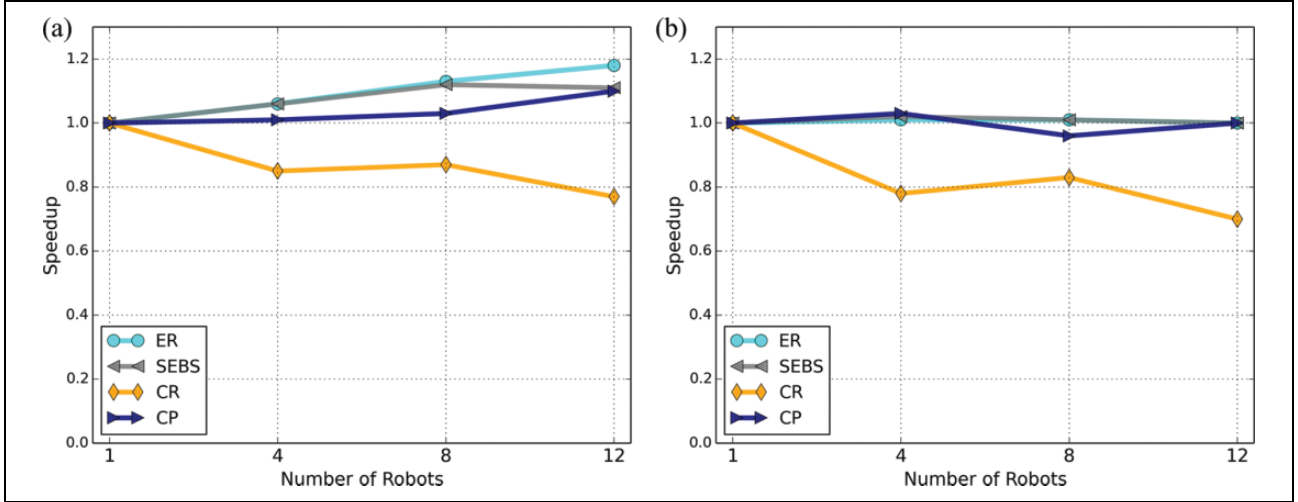 (a)
1.2
1.0
0.8
0.6
0.4
0.2
0.0
Speedup
ER
SEBS
CR
CP
1 4 8 12
Number of Robots
(b)
1.2
1.0
0.8
0.6
0.4
0.2
0.0
Speedup
ER
SEBS
CR
CP
1 4 8 12
Number of Robots